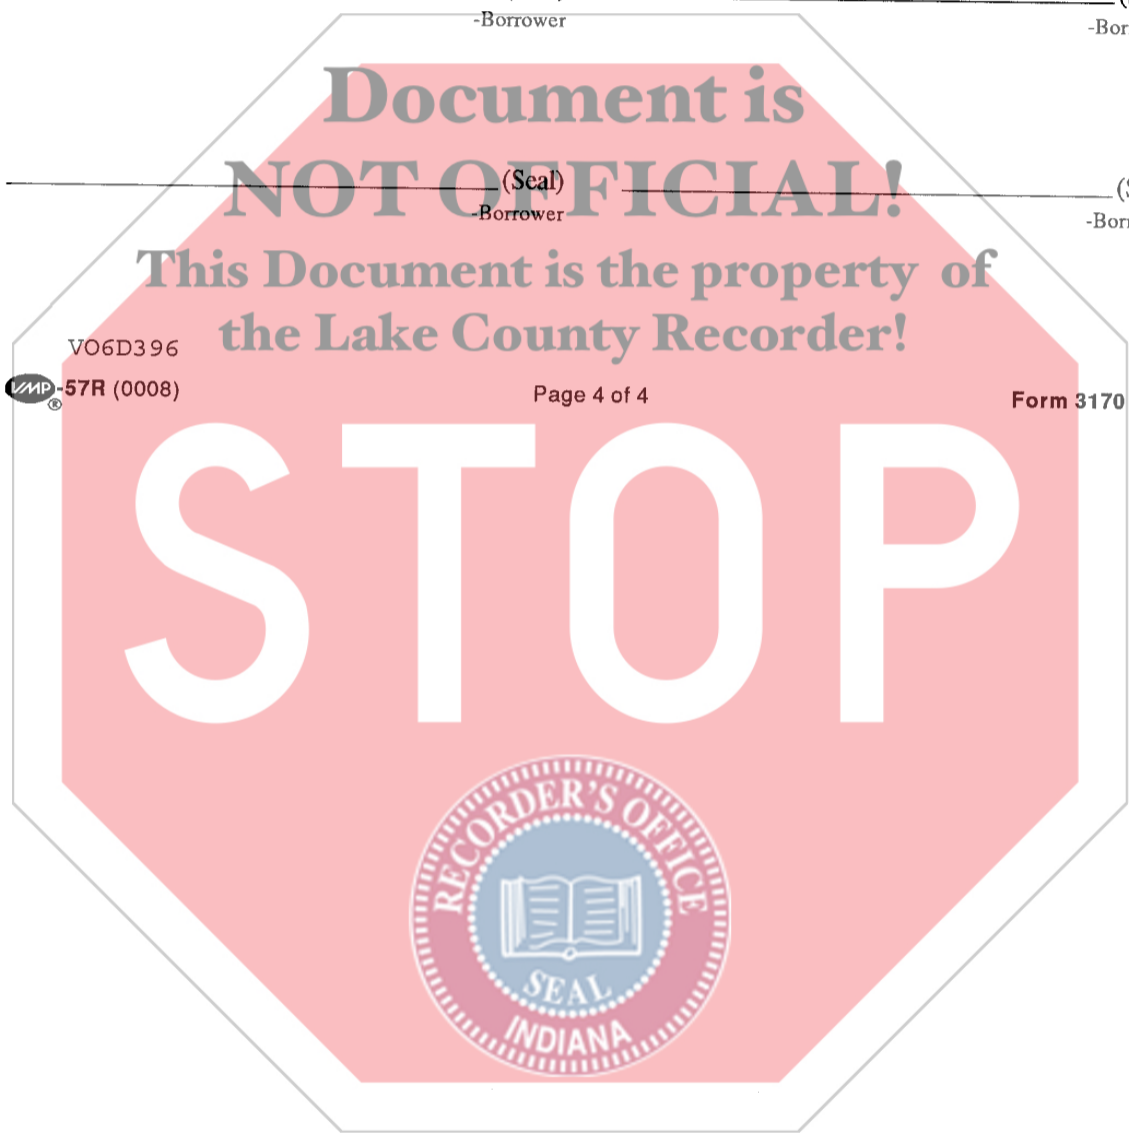 -Borrower -Bor
Document is
NOT OFFICIAL!
(Seal) (S
-Borrower -Borr
This Document is the property of
the Lake County Recorder!
VO6D396
VMP®-57R (0008) Page 4 of 4 Form 3170
STOP
RECORDER'S OFFICE
SEAL
INDIANA